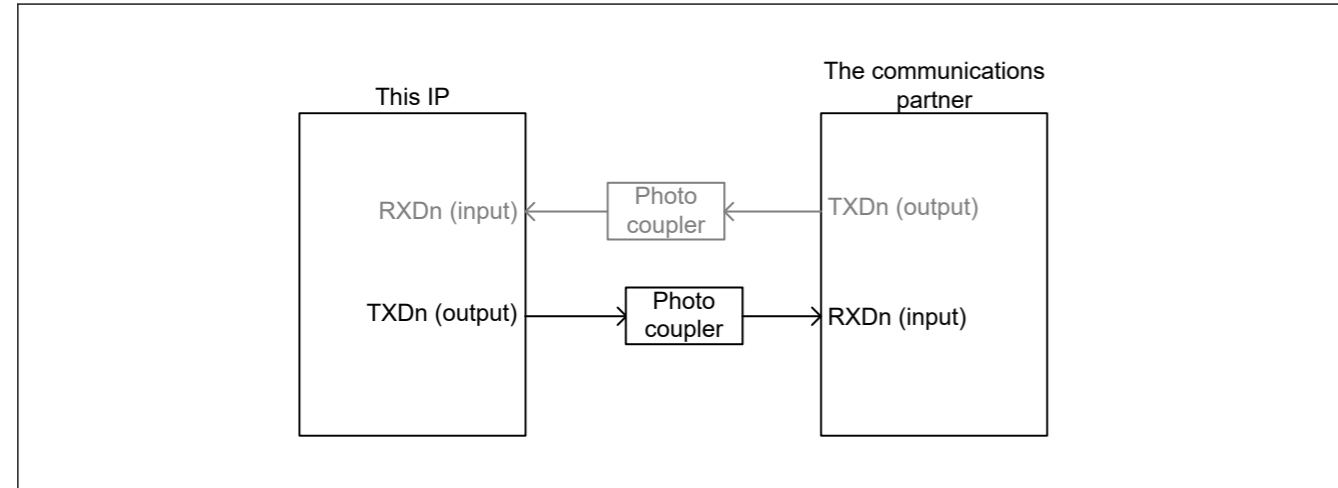 This IP
The communications
partner
RXDn (input)
Photo
coupler
TXDn (output)
TXDn (output)
Photo
coupler
RXDn (input)